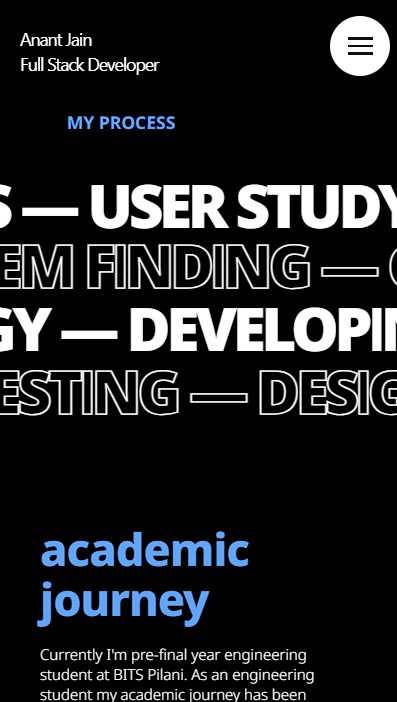 Anant Jain
Full Stack Developer
MY PROCESS
S — USER STUDY
EM FINDING —
GY — DEVELOPIN
ESTING — DESIG
academic
journey
Currently I'm pre-final year engineering
student at BITS Pilani. As an engineering
student my academic journey has been